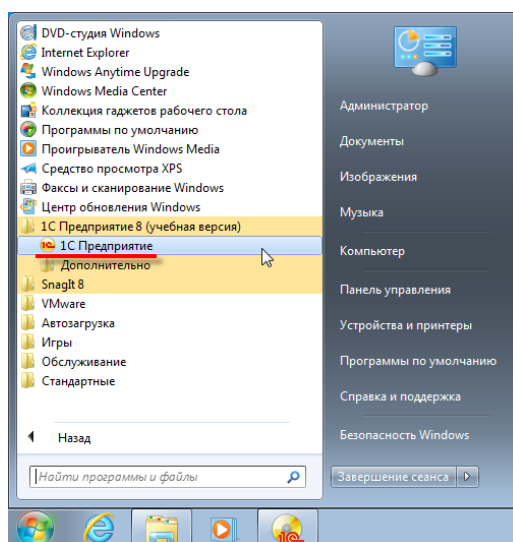 DVD-студия Windows
Internet Explorer
Windows Anytime Upgrade
Windows Media Center
Коллекция гаджетов рабочего стола
Программы по умолчанию
Проигрыватель Windows Media
Средство просмотра XPS
Факсы и сканирование Windows
Центр обновления Windows
1С Предприятие 8 (учебная версия)
1С Предприятие
Дополнительно
SnagIt 8
VMware
Автозагрузка
Игры
Обслуживание
Стандартные
Назад
Найти программы и файлы
Администратор
Документы
Изображения
Музыка
Компьютер
Панель управления
Устройства и принтеры
Программы по умолчанию
Справка и поддержка
Безопасность Windows
Завершение сеанса